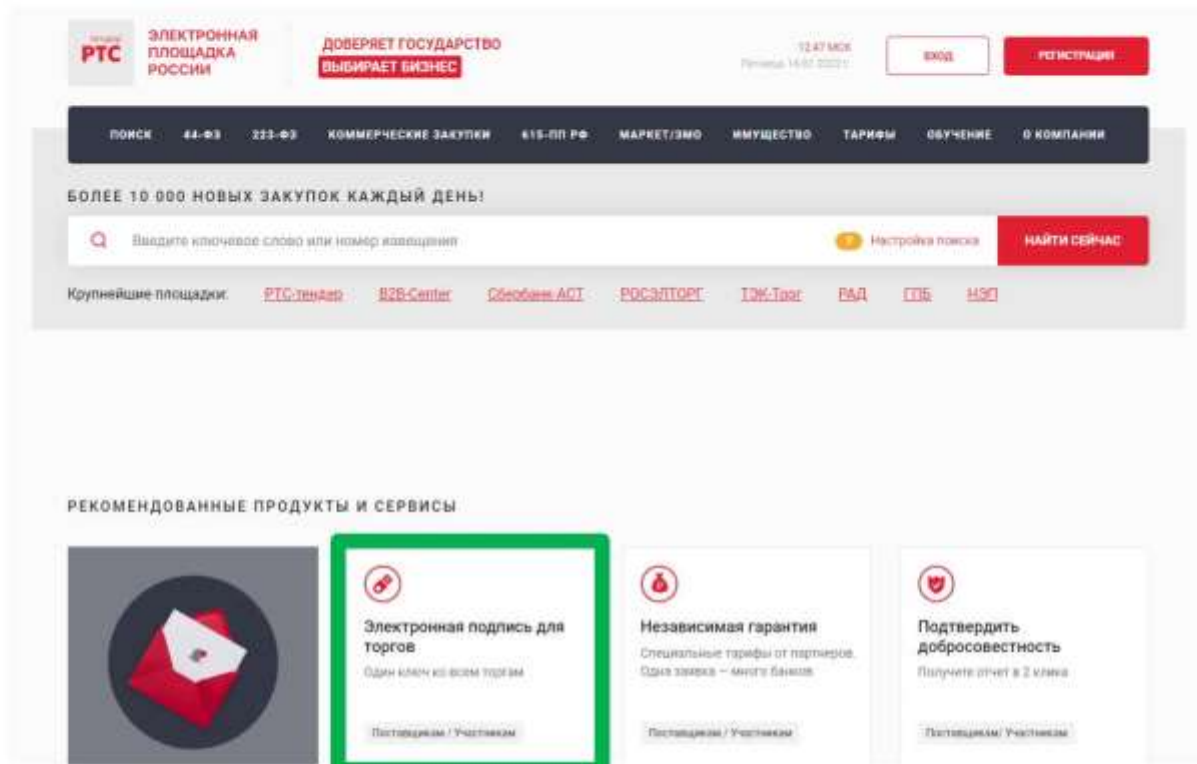 РТС
ЭЛЕКТРОННАЯ
ПЛОЩАДКА
РОССИИ
ДОВЕРЯЕТ ГОСУДАРСТВО
ВЫБИРАЕТ БИЗНЕС
12:47 МСК
ВХОД
РЕГИСТРАЦИЯ
ПОИСК 44-ФЗ 223-ФЗ КОММЕРЧЕСКИЕ ЗАКУПКИ 615-ПП РФ МАРКЕТ/ЭМО ИМУЩЕСТВО ТАРИФЫ ОБУЧЕНИЕ О КОМПАНИИ
БОЛЕЕ 10 000 НОВЫХ ЗАКУПОК КАЖДЫЙ ДЕНЬ!
Введите ключевое слово или номер извещения
? Настройка поиска
НАЙТИ СЕЙЧАС
Крупнейшие площадки: РТС-тендер B2B-Center Сбербанк-АСТ РОСЭЛТОРГ ТЭК-Торг РАД ГПБ НЭП
РЕКОМЕНДОВАННЫЕ ПРОДУКТЫ И СЕРВИСЫ
Электронная подпись для
торгов
Один ключ ко всем торгам
Поставщикам / Участникам
Независимая гарантия
Специальные тарифы от партнеров.
Одна заявка — много банков
Поставщикам / Участникам
Подтвердить
добросовестность
Получите отчет в 2 клика
Поставщикам/ Участникам